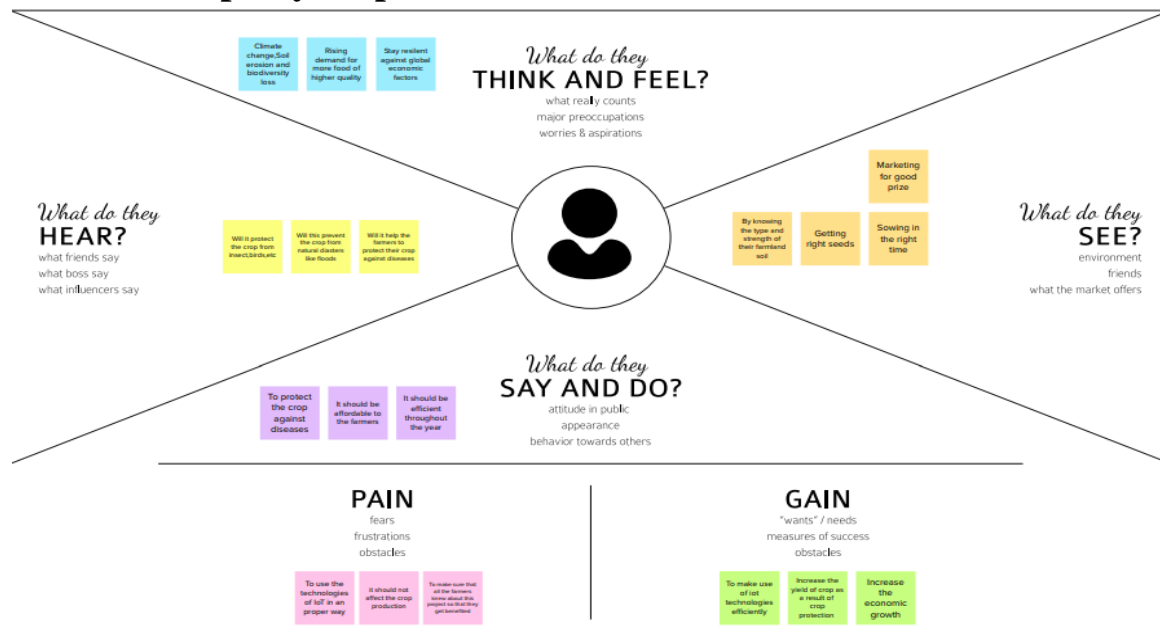 Climate
change,Soil
erosion and
biodiversity
loss
Rising
demand for
more food of
higher quality
Stay resilient
against global
economic
factors
What do they
THINK AND FEEL?
what really counts
major preoccupations
worries & aspirations
What do they
HEAR?
what friends say
what boss say
what influencers say
Will it protect
the crop from
insect,birds,etc
Will this prevent
the crop from
natural diasters
like floods
Will it help the
farmers to
protect their crop
against diseases
Marketing
for good
prize
By knowing
the type and
strength of
their farmland
soil
Getting
right seeds
Sowing in
the right
time
What do they
SEE?
environment
friends
what the market offers
What do they
SAY AND DO?
attitude in public
appearance
behavior towards others
To protect
the crop
against
diseases
It should be
affordable to
the farmers
It should be
efficient
throughout
the year
PAIN
fears
frustrations
obstacles
To use the
technologies
of IoT in an
proper way
It should not
affect the crop
production
To make sure that
all the farmers
knew about this
project so that they
get benefited
GAIN
"wants" / needs
measures of success
obstacles
To make use
of iot
technologies
efficiently
Increase the
yield of crop as
a result of
crop
protection
Increase
the
economic
growth